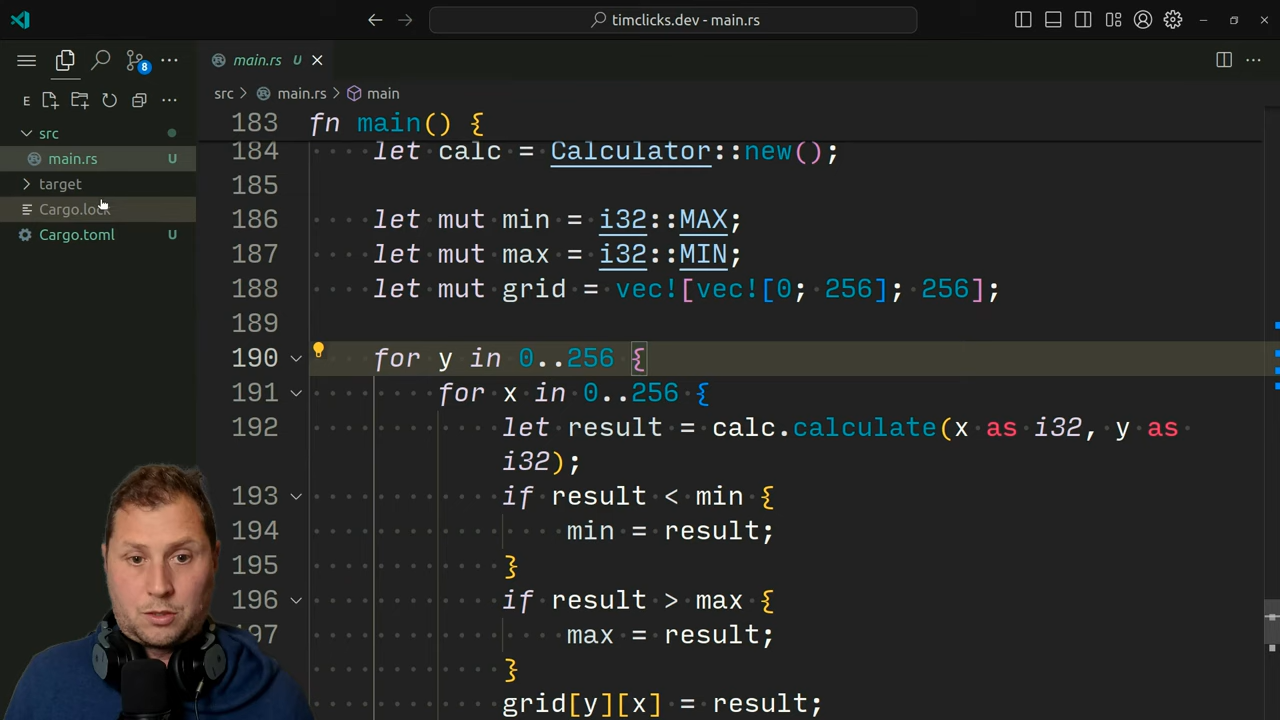 timclicks.dev - main.rs
8
main.rs U
E
src > main.rs > main
src
main.rs U
target
Cargo.lock
Cargo.toml U
183 fn main() {
184 let calc = Calculator::new();
185
186 let mut min = i32::MAX;
187 let mut max = i32::MIN;
188 let mut grid = vec![vec![0; 256]; 256];
189
190 for y in 0..256 {
191 for x in 0..256 {
192 let result = calc.calculate(x as i32, y as
i32);
193 if result < min {
194 min = result;
195 }
196 if result > max {
197 max = result;
}
grid[y][x] = result;